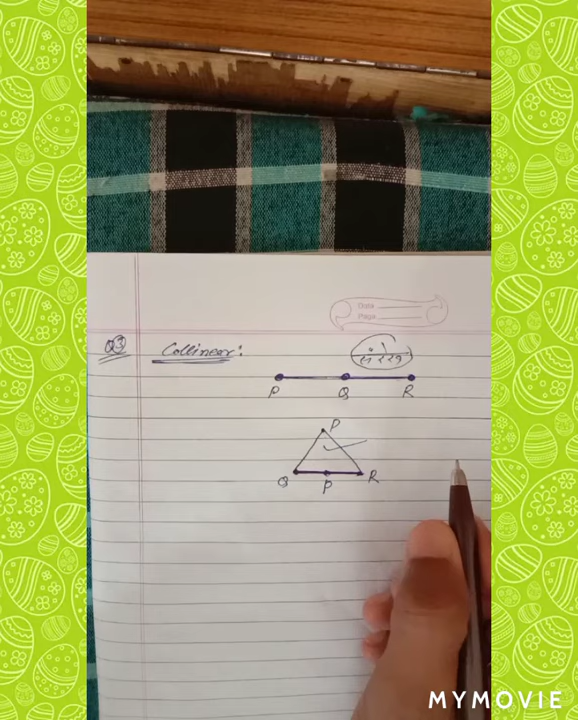 Date
Page
Q3 Collinear:
संरेख
P Q R
P
Q P R
MYMOVIE